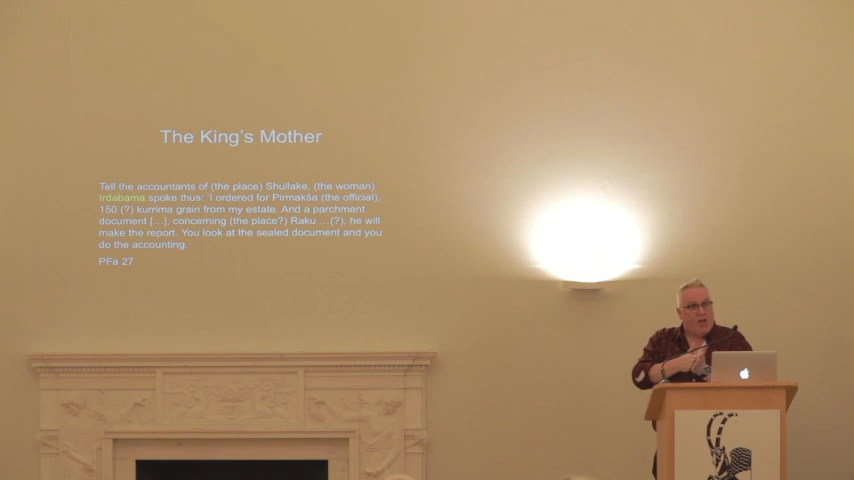 The King's Mother
Tell the accountants of (the place) Shullake, (the woman)
Irdabama spoke thus: 'I ordered for Pirmakša (the official),
150 (?) kurrima grain from my estate. And a parchment
document [...], concerning (the place?) Raku ...(?), he will
make the report. You look at the sealed document and you
do the accounting.
PFa 27